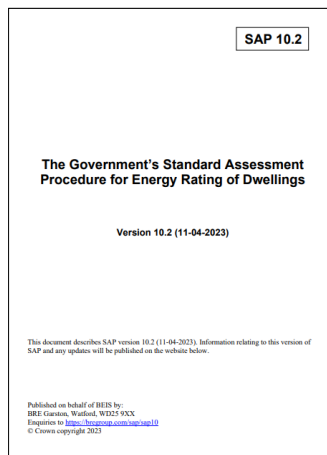 SAP 10.2
The Government's Standard Assessment
Procedure for Energy Rating of Dwellings
Version 10.2 (11-04-2023)
This document describes SAP version 10.2 (11-04-2023). Information relating to this version of
SAP and any updates will be published on the website below.
Published on behalf of BEIS by:
BRE Garston, Watford, WD25 9XX
Enquiries to https://bregroup.com/sap/sap10
© Crown copyright 2023